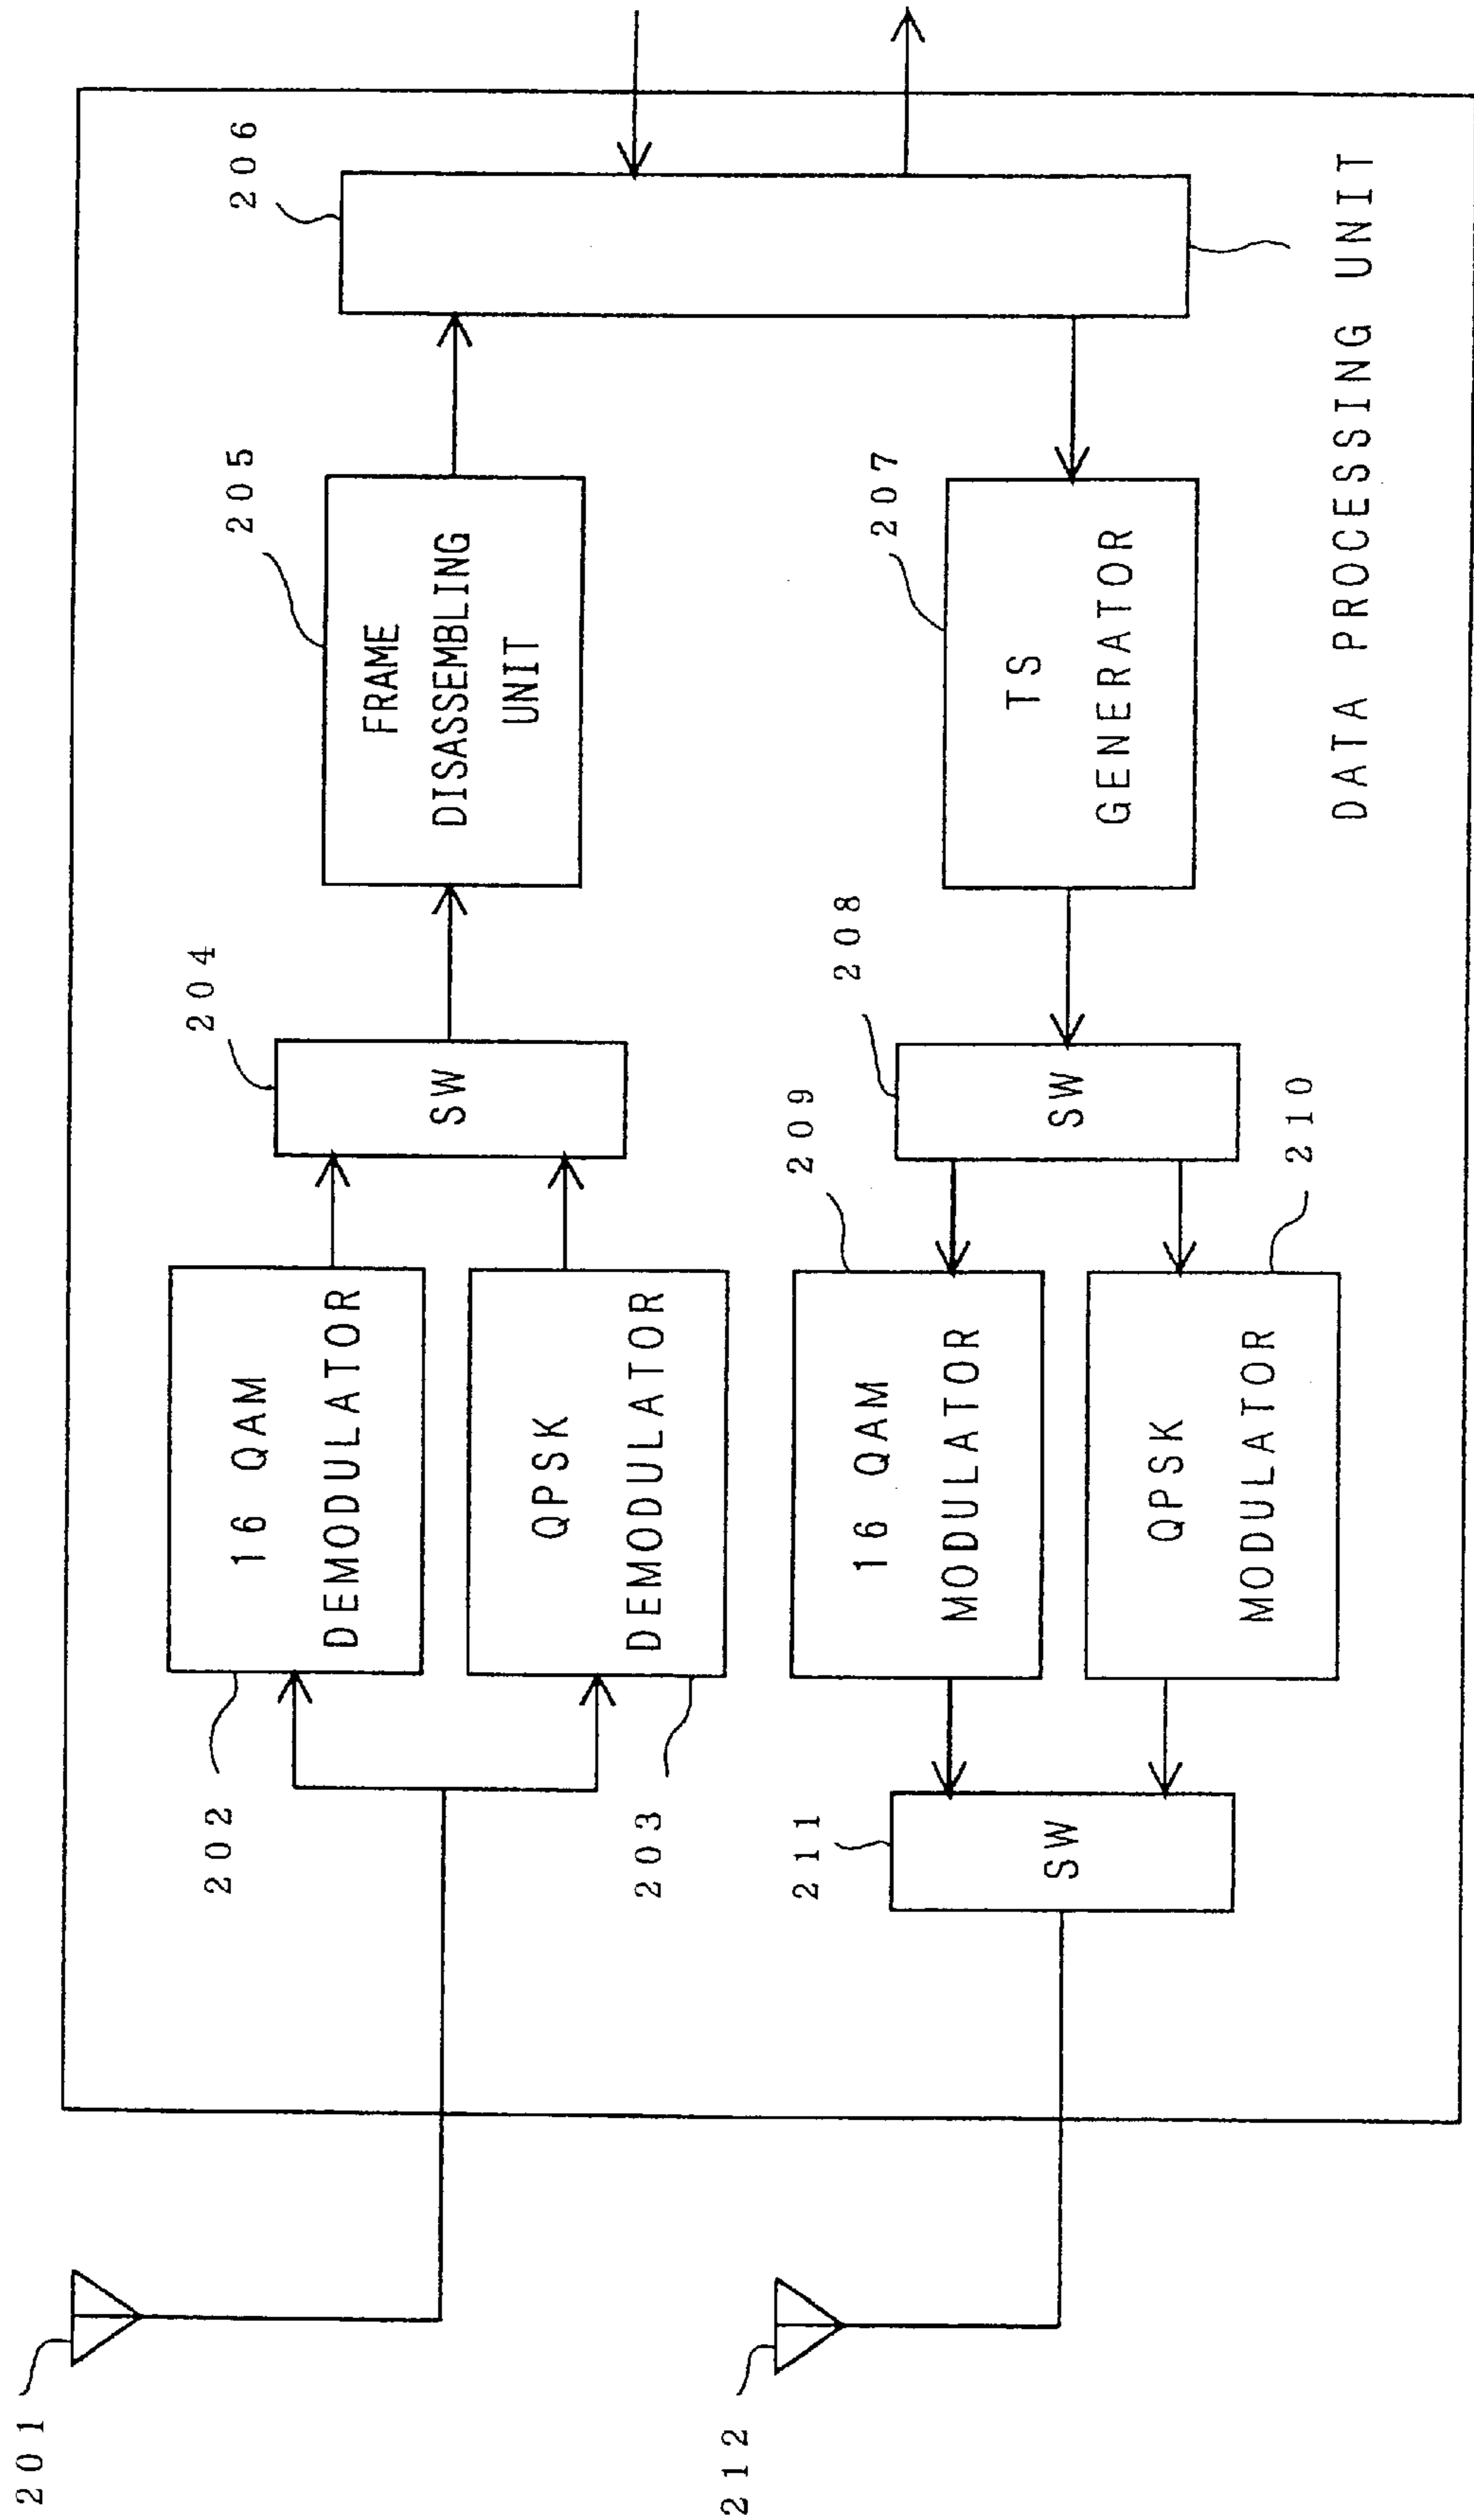 201
202
16 QAM
DEMODULATOR
203
QPSK
DEMODULATOR
204
SW
205
FRAME
DISASSEMBLING
UNIT
206
DATA PROCESSING UNIT
207
TS
GENERATOR
208
SW
209
16 QAM
MODULATOR
210
QPSK
MODULATOR
211
SW
212